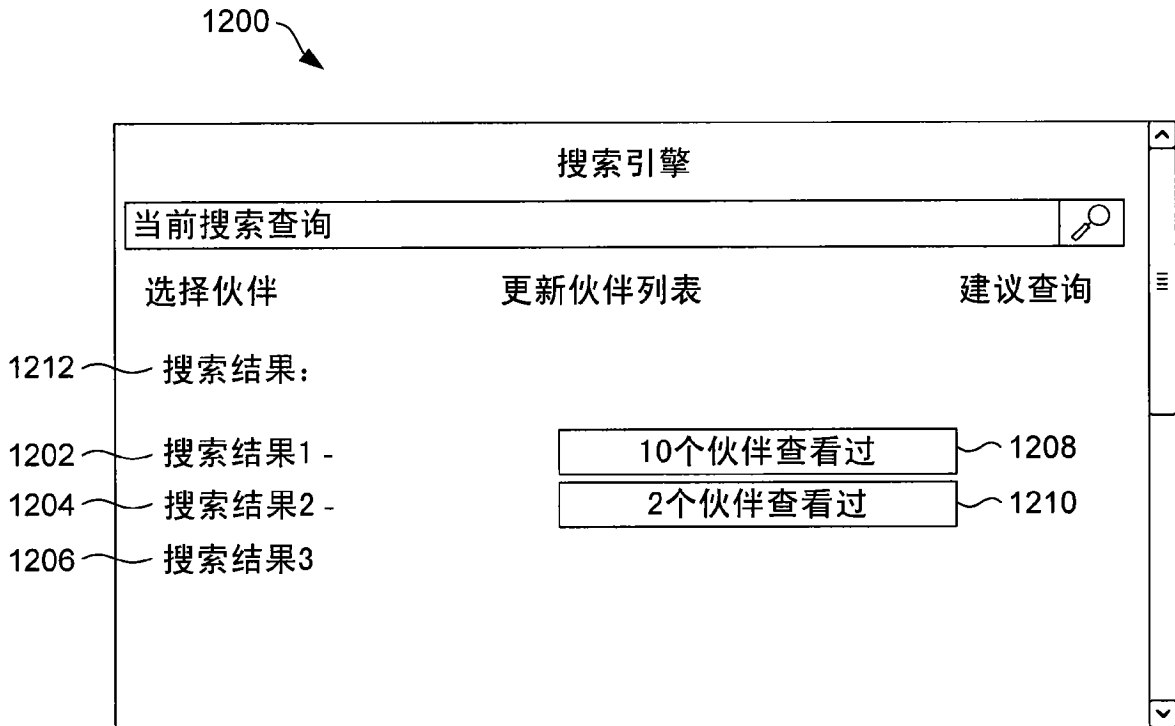 1200
搜索引擎
当前搜索查询
选择伙伴 更新伙伴列表 建议查询
1212 搜索结果：
1202 搜索结果1 - 10个伙伴查看过 1208
1204 搜索结果2 - 2个伙伴查看过 1210
1206 搜索结果3